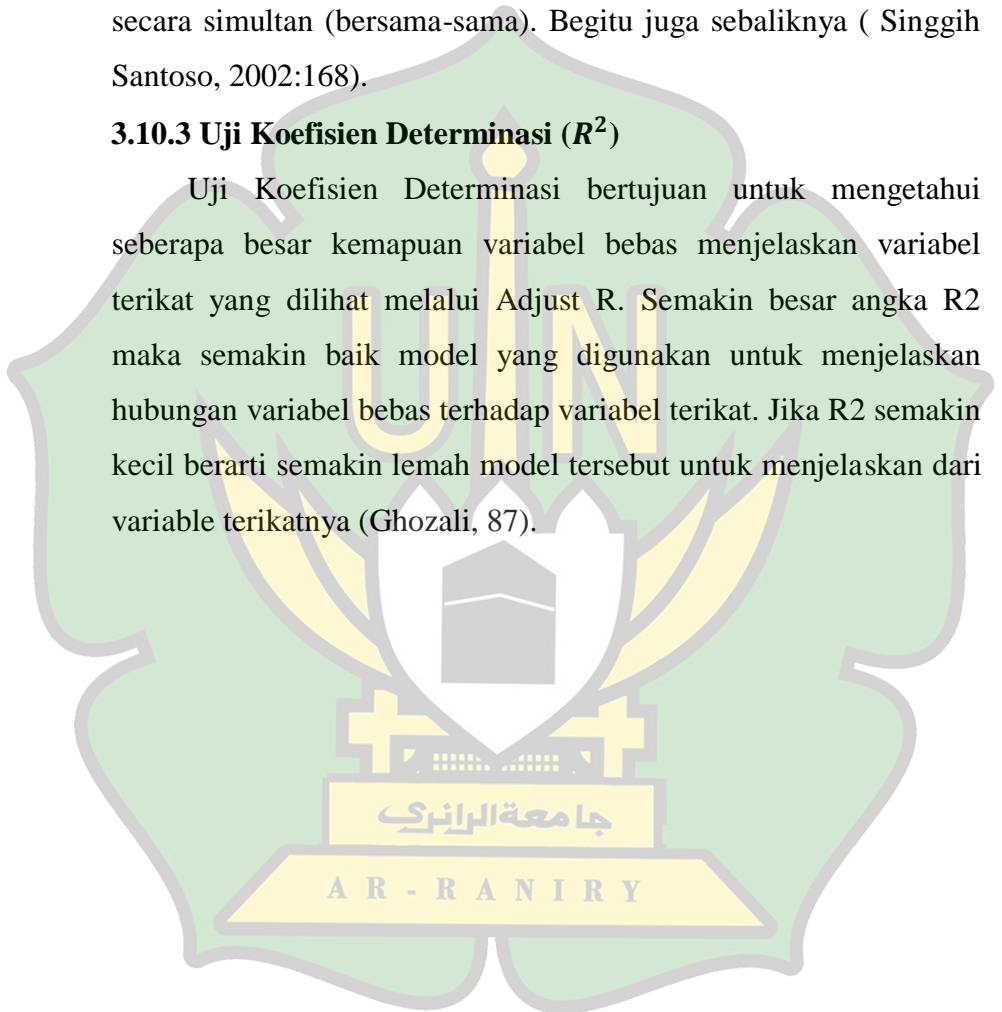 secara simultan (bersama-sama). Begitu juga sebaliknya ( Singgih
Santoso, 2002:168).
3.10.3 Uji Koefisien Determinasi (R²)
Uji Koefisien Determinasi bertujuan untuk mengetahui
seberapa besar kemapuan variabel bebas menjelaskan variabel
terikat yang dilihat melalui Adjust R. Semakin besar angka R2
maka semakin baik model yang digunakan untuk menjelaskan
hubungan variabel bebas terhadap variabel terikat. Jika R2 semakin
kecil berarti semakin lemah model tersebut untuk menjelaskan dari
variable terikatnya (Ghozali, 87).
UIN
جامعةالرانري
AR-RANIRY